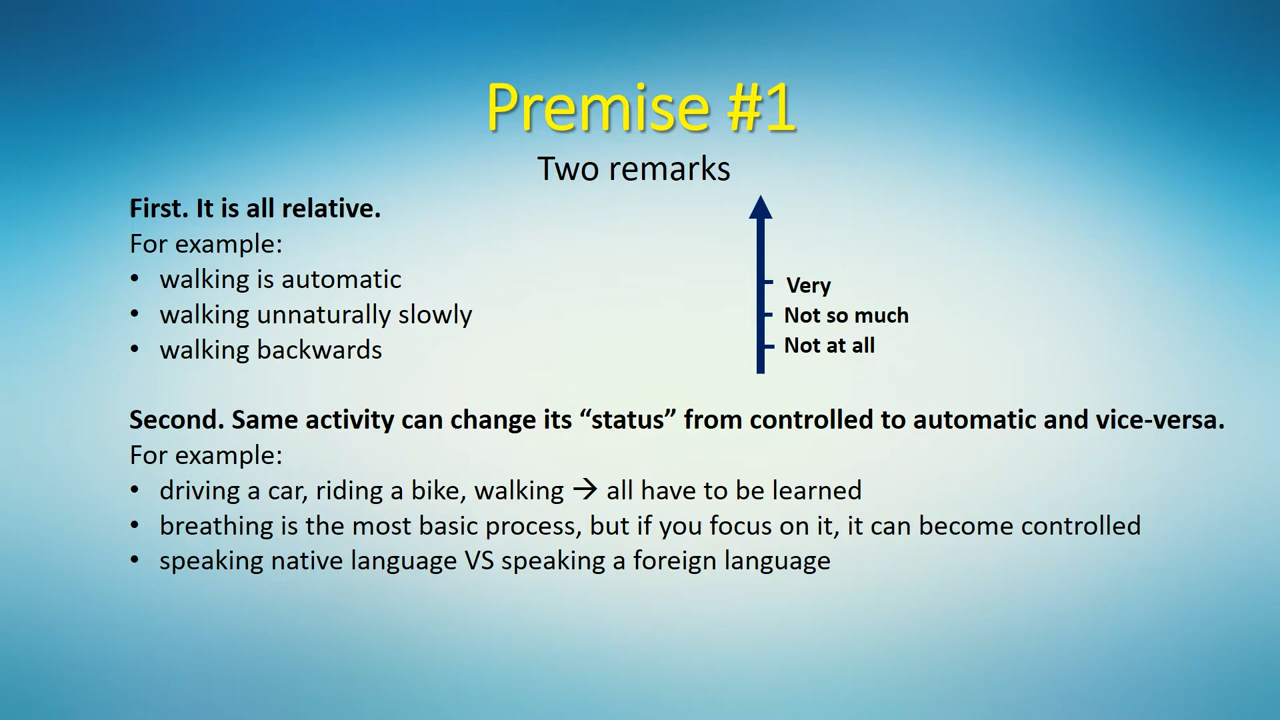 Premise #1
Two remarks
First. It is all relative.
For example:
• walking is automatic
• walking unnaturally slowly
• walking backwards
Very
Not so much
Not at all
Second. Same activity can change its “status” from controlled to automatic and vice-versa.
For example:
• driving a car, riding a bike, walking → all have to be learned
• breathing is the most basic process, but if you focus on it, it can become controlled
• speaking native language VS speaking a foreign language